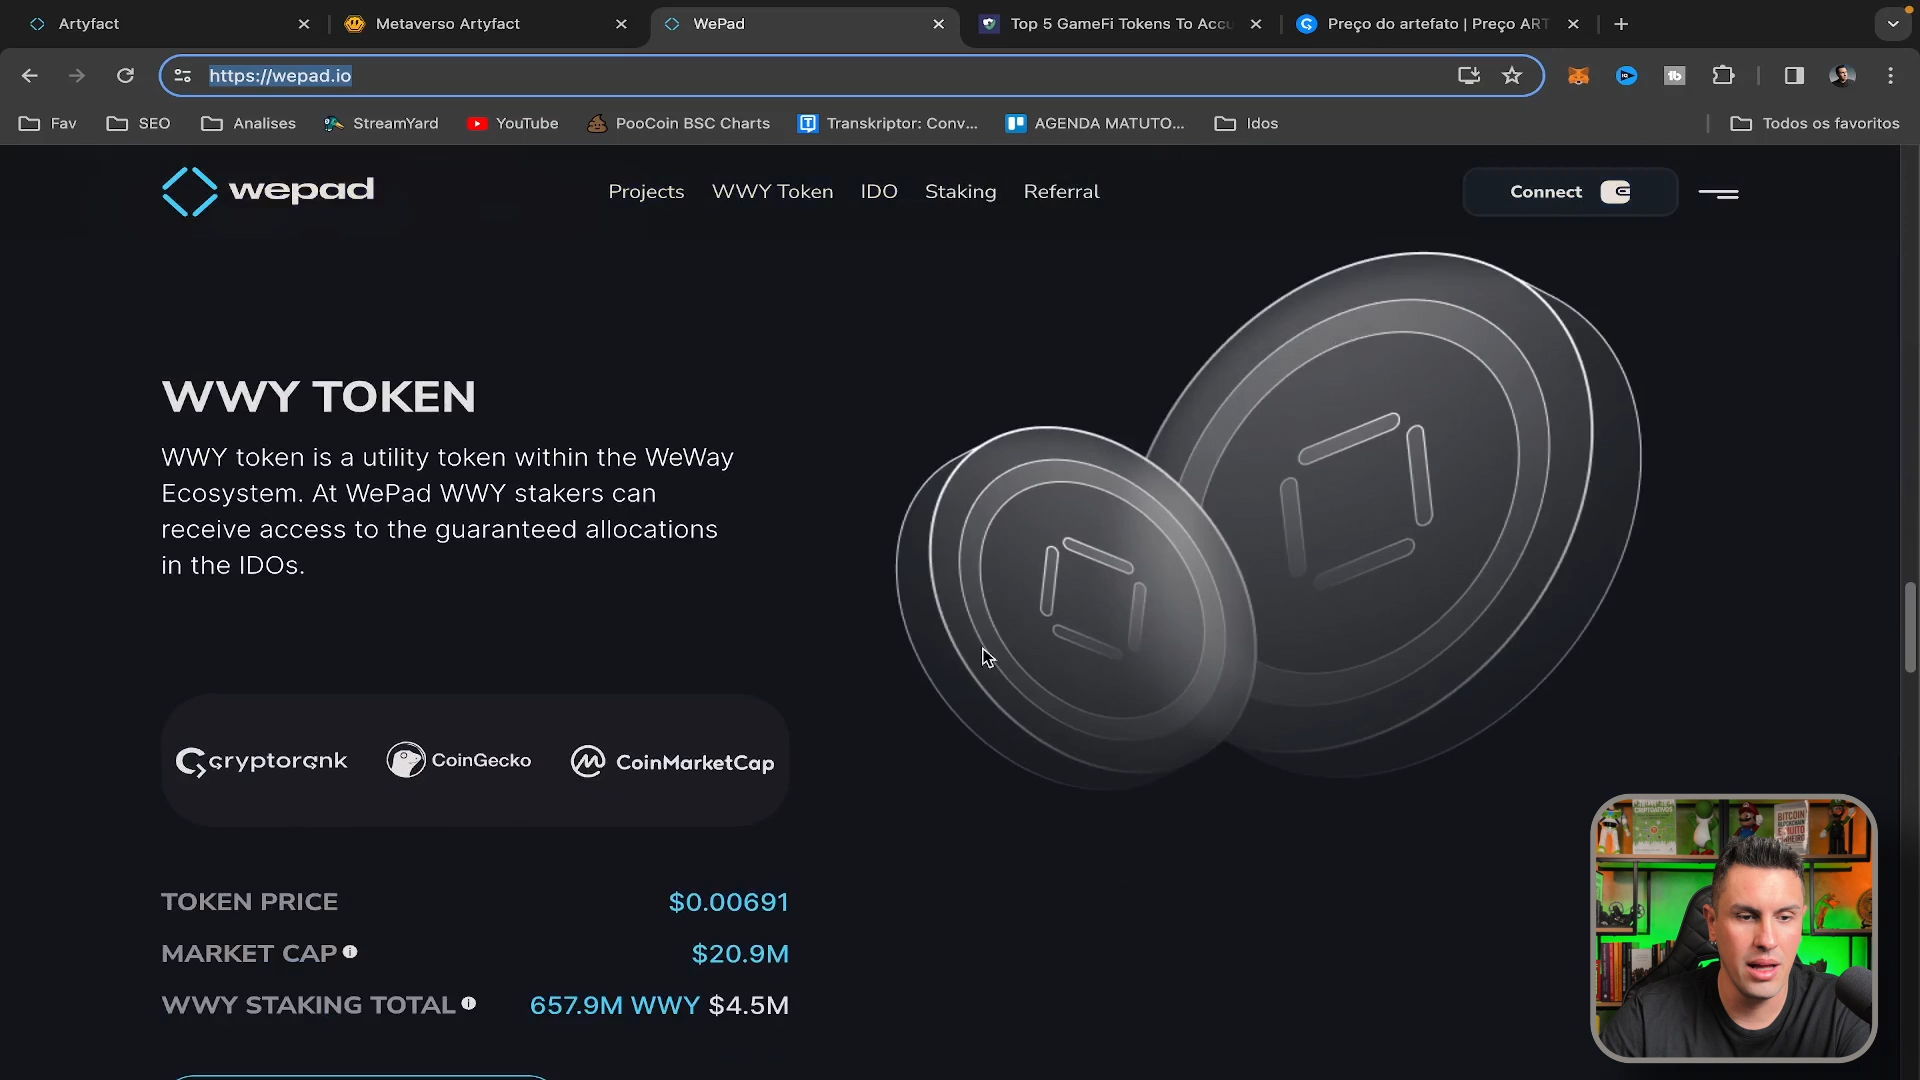 Artyfact
Metaverso Artyfact
WePad
Top 5 GameFi Tokens To Accu
Preço do artefato | Preço ART
https://wepad.io
Fav
SEO
Analises
StreamYard
YouTube
PooCoin BSC Charts
Transkriptor: Conv...
AGENDA MATUTO...
Idos
Todos os favoritos
wepad
Projects
WWY Token
IDO
Staking
Referral
Connect
WWY TOKEN
WWY token is a utility token within the WeWay
Ecosystem. At WePad WWY stakers can
receive access to the guaranteed allocations
in the IDOs.
cryptorank
CoinGecko
CoinMarketCap
TOKEN PRICE $0.00691
MARKET CAP $20.9M
WWY STAKING TOTAL 657.9M WWY $4.5M
BITCOIN
BLOCKCHAIN